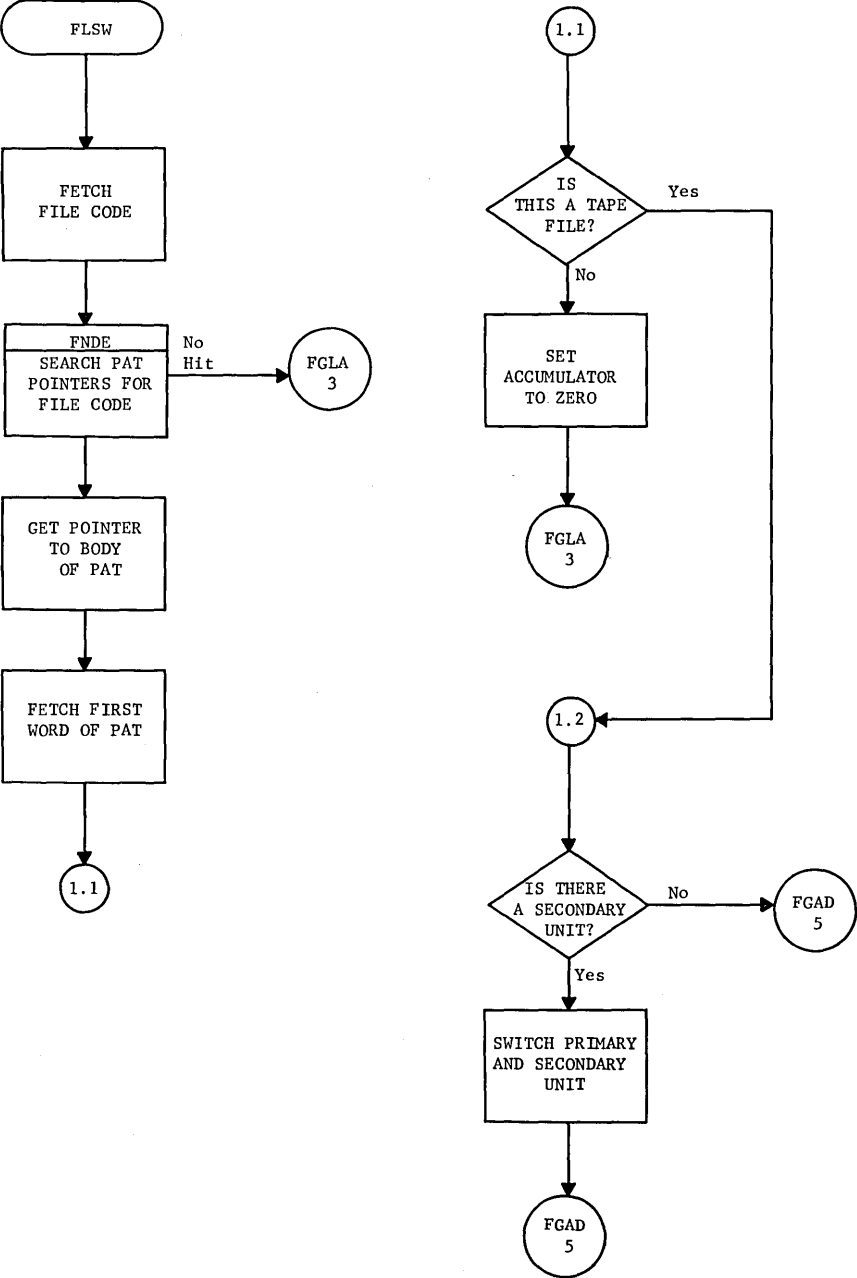 FLSW
FETCH
FILE CODE
FNDE
SEARCH PAT
POINTERS FOR
FILE CODE
No
Hit
FGLA
3
GET POINTER
TO BODY
OF PAT
FETCH FIRST
WORD OF PAT
1.1
1.1
IS
THIS A TAPE
FILE?
Yes
No
SET
ACCUMULATOR
TO ZERO
FGLA
3
1.2
IS THERE
A SECONDARY
UNIT?
No
FGAD
5
Yes
SWITCH PRIMARY
AND SECONDARY
UNIT
FGAD
5